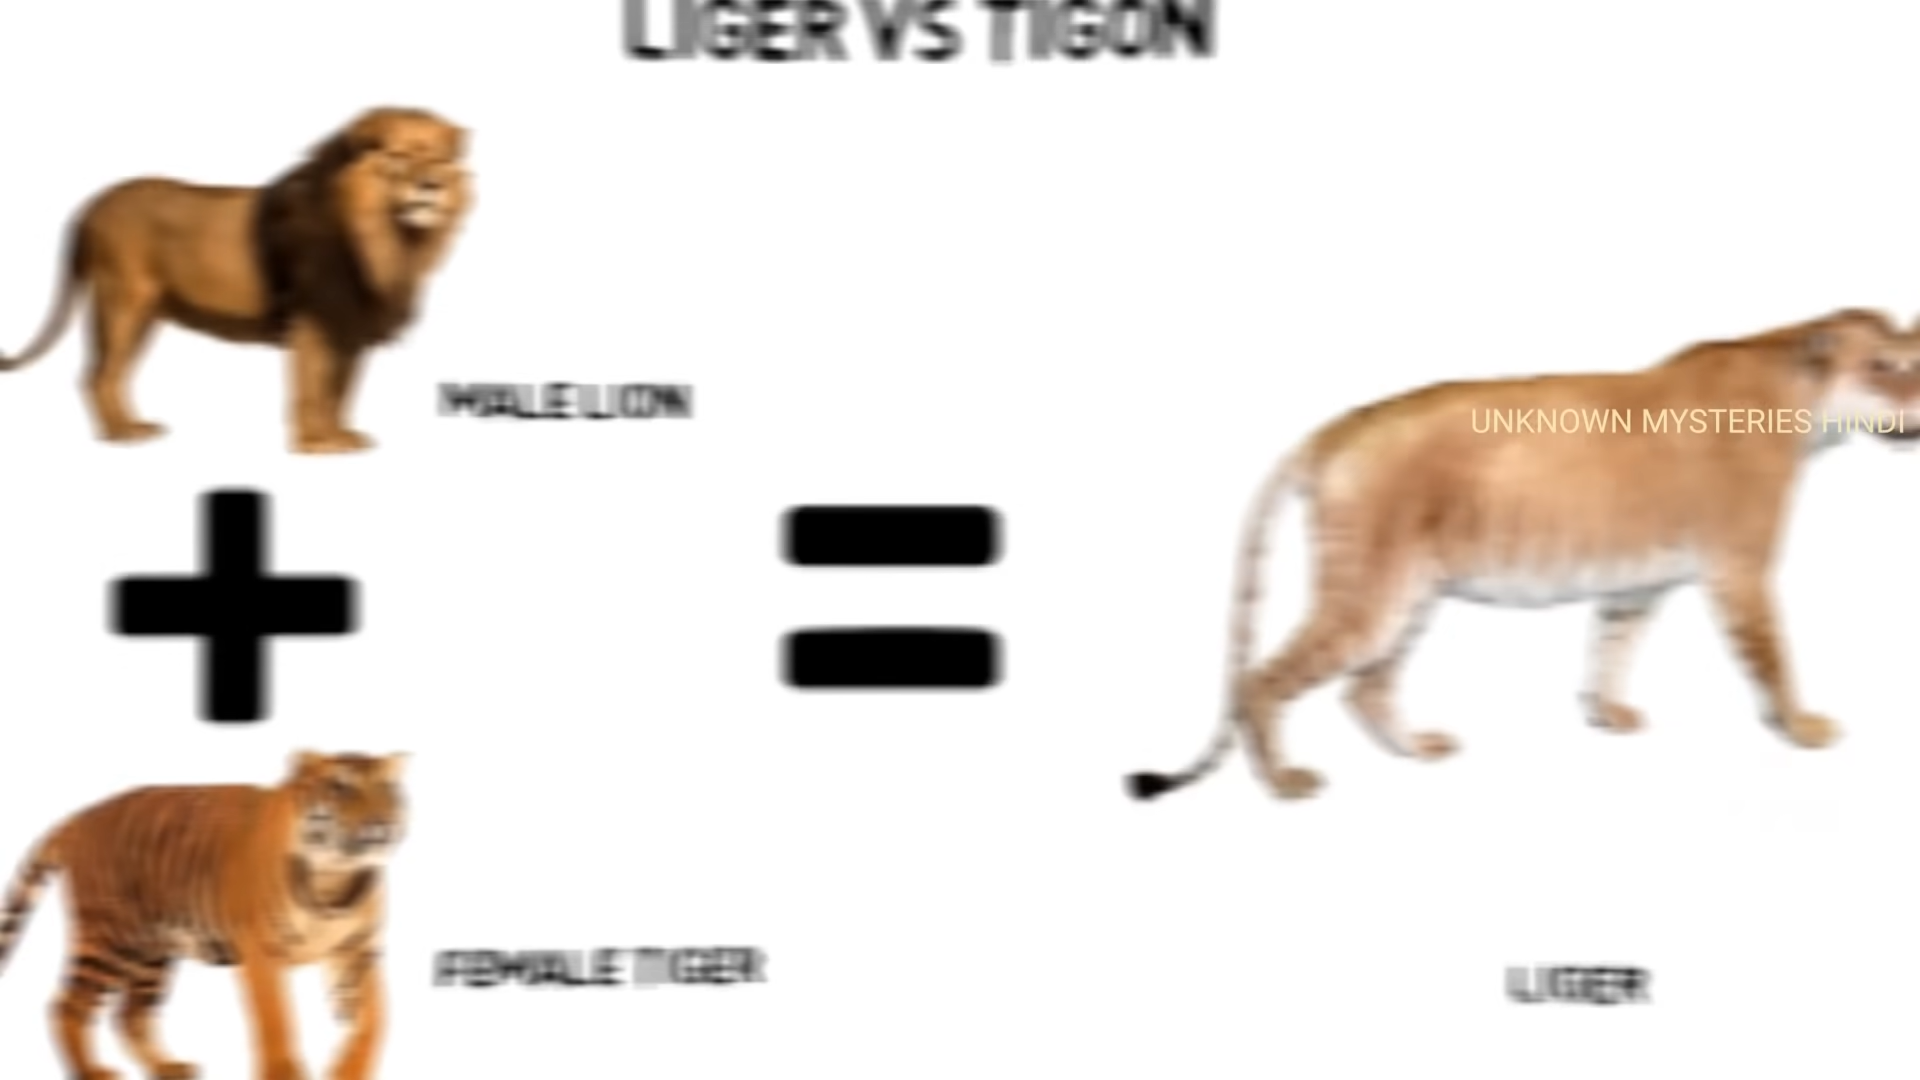 LIGER VS TIGON
MALE LION
UNKNOWN MYSTERIES HINDI
FEMALE TIGER
LIGER